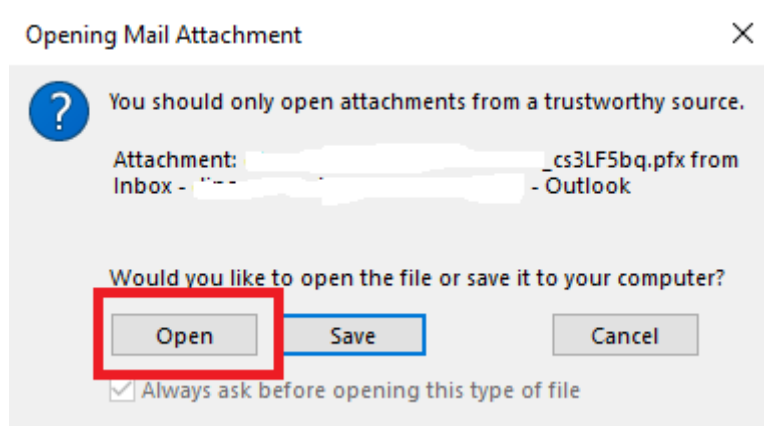 Opening Mail Attachment
You should only open attachments from a trustworthy source.
Attachment: _cs3LF5bq.pfx from
Inbox - - Outlook
Would you like to open the file or save it to your computer?
Open Save Cancel
Always ask before opening this type of file